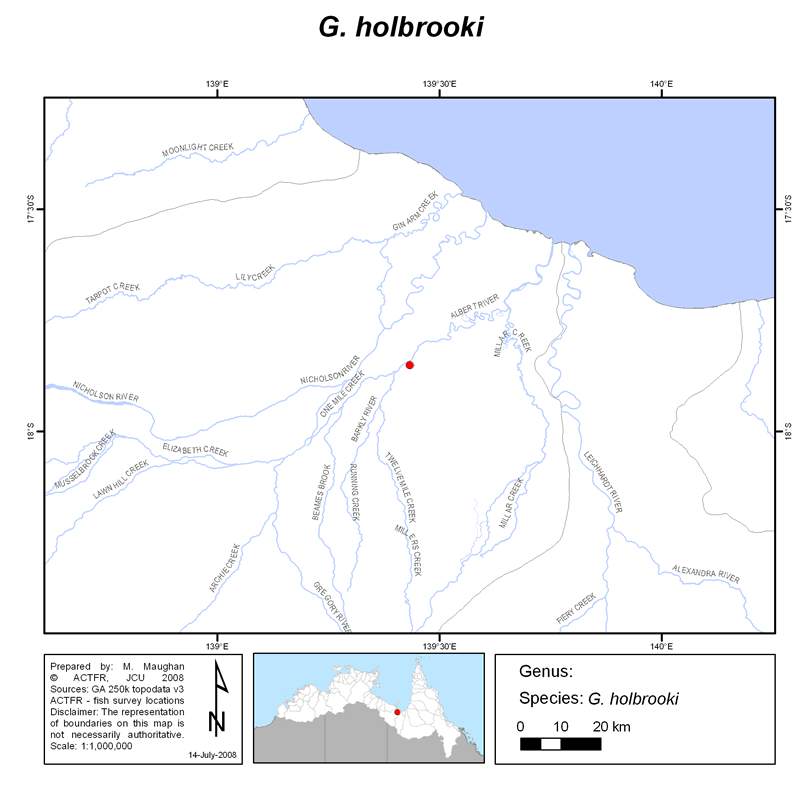 G. holbrooki
139°E
139°30'E
140°E
MOONLIGHT CREEK
17°30'S
17°30'S
GIN ARM CREEK
LILY CREEK
TARPOT CREEK
ALBERT RIVER
MILLAR CREEK
NICHOLSON RIVER
NICHOLSON RIVER
ONE MILE CREEK
BARKLY RIVER
18°S
18°S
ELIZABETH CREEK
MUSSELBROOK CREEK
LAWN HILL CREEK
BEAMES BROOK
RUNNING CREEK
TWELVEMILE CREEK
LEICHHARDT RIVER
MILLAR CREEK
MILLERS CREEK
ARCHIE CREEK
GREGORY RIVER
ALEXANDRA RIVER
FIERY CREEK
139°E
139°30'E
140°E
Prepared by: M. Maughan
© ACTFR, JCU 2008
Sources: GA 250k topodata v3
ACTFR - fish survey locations
Disclaimer: The representation
of boundaries on this map is
not necessarily authoritative.
Scale: 1:1,000,000
14-July-2008
N
Genus:
Species: G. holbrooki
0 10 20 km